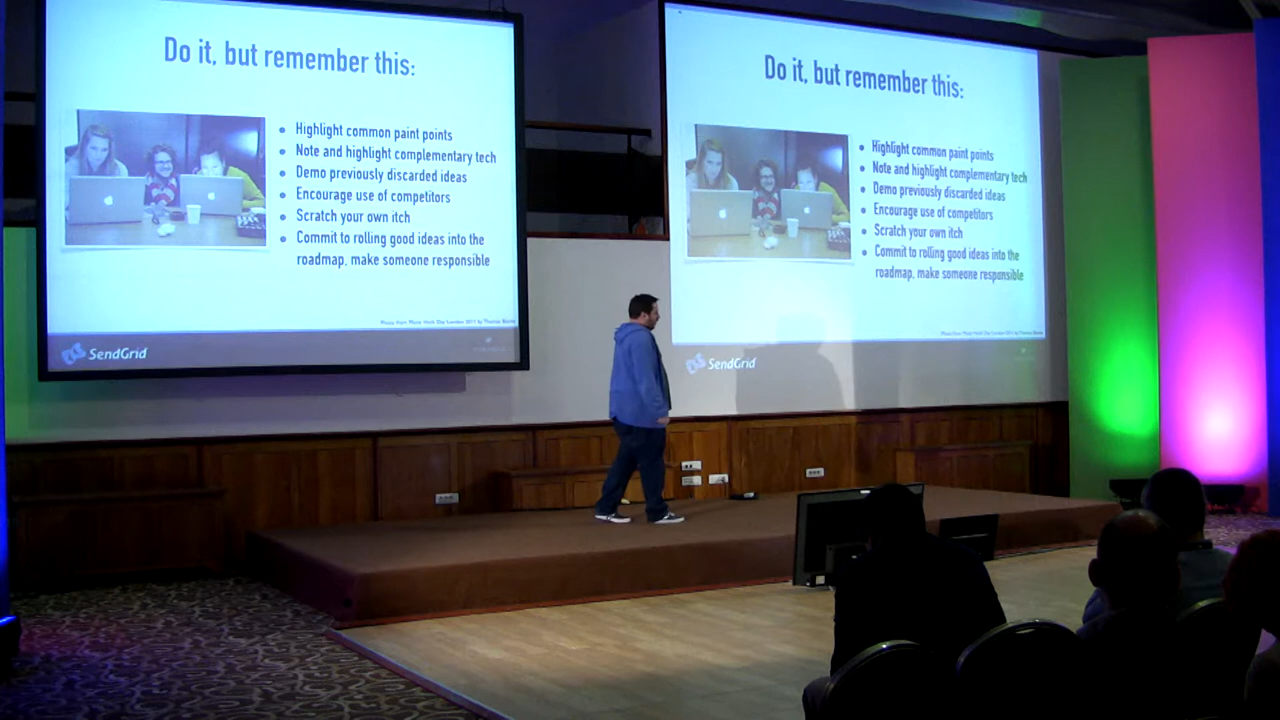 Do it, but remember this:
Highlight common paint points
Note and highlight complementary tech
Demo previously discarded ideas
Encourage use of competitors
Scratch your own itch
Commit to rolling good ideas into the
roadmap, make someone responsible
SendGrid
Do it, but remember this:
Highlight common paint points
Note and highlight complementary tech
Demo previously discarded ideas
Encourage use of competitors
Scratch your own itch
Commit to rolling good ideas into the
roadmap, make someone responsible
SendGrid